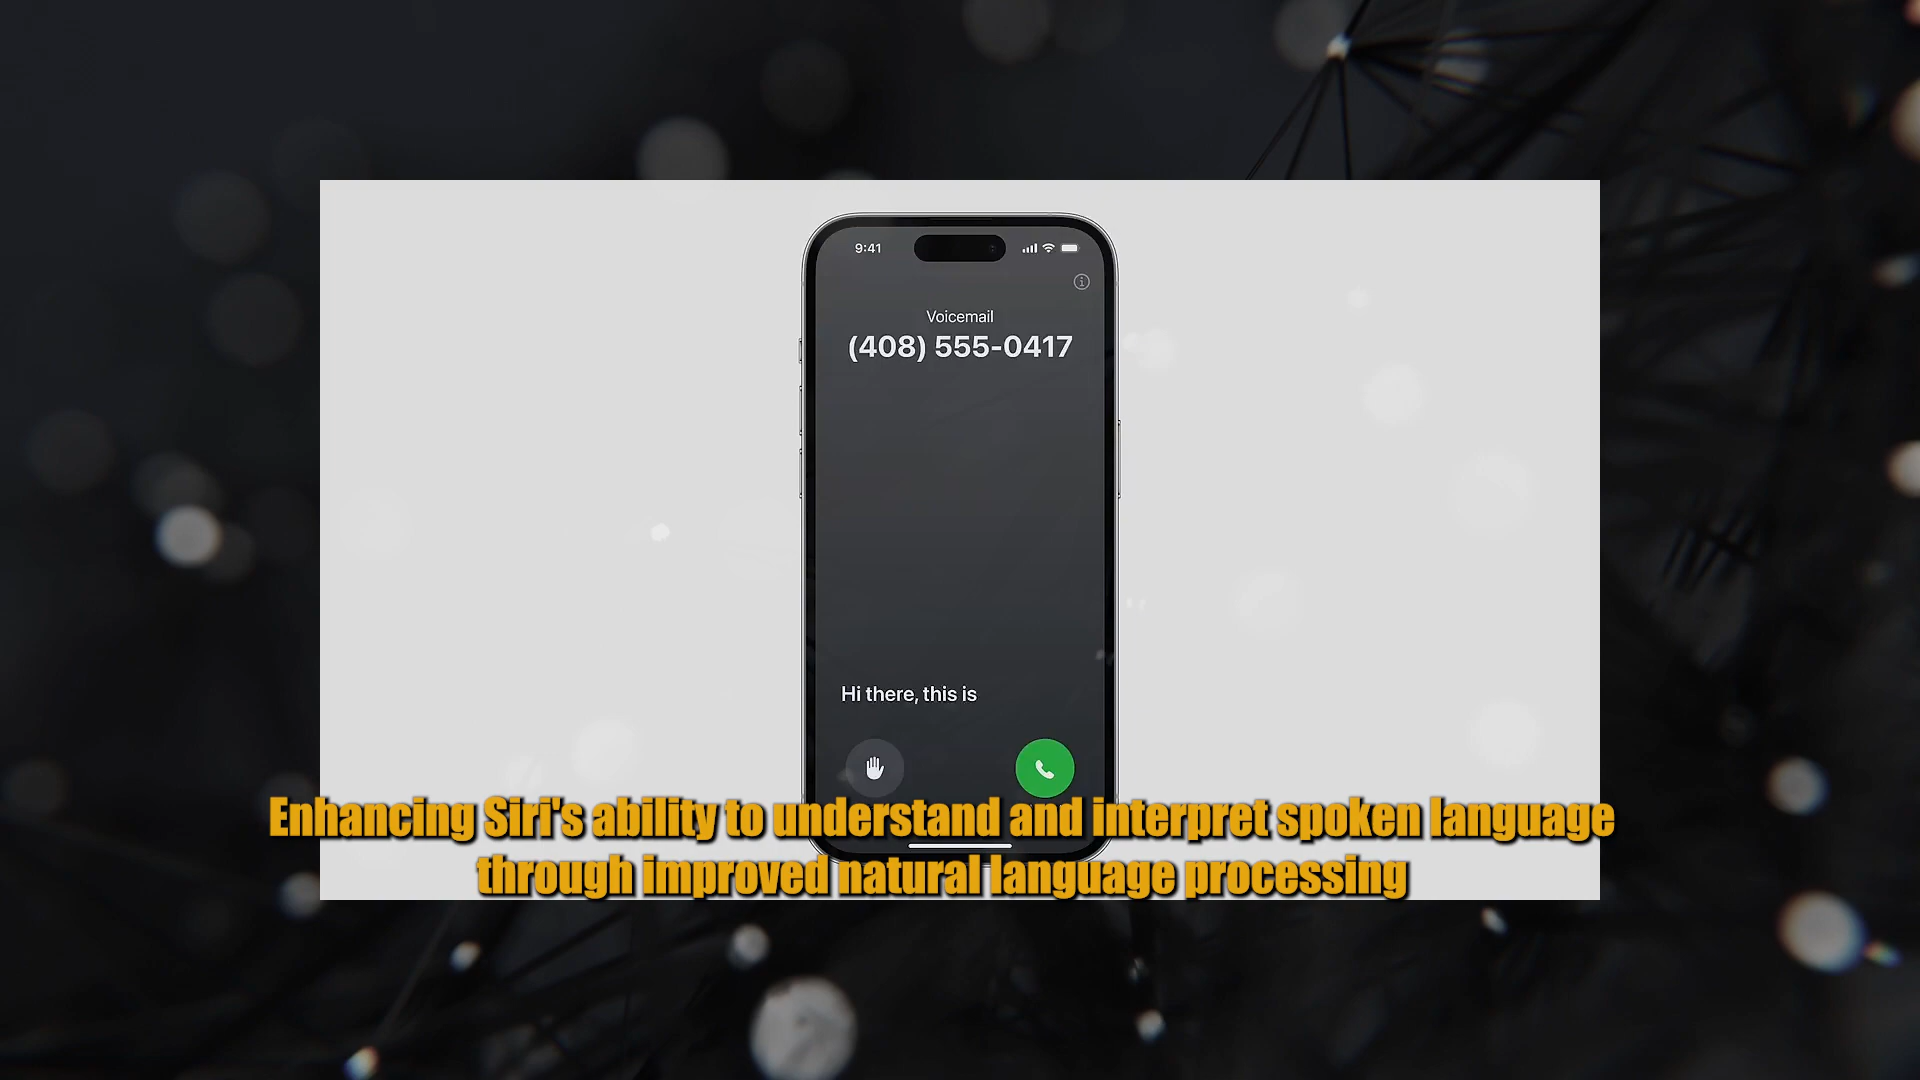 9:41
Voicemail
(408) 555-0417
Hi there, this is
Enhancing Siri's ability to understand and interpret spoken language
through improved natural language processing